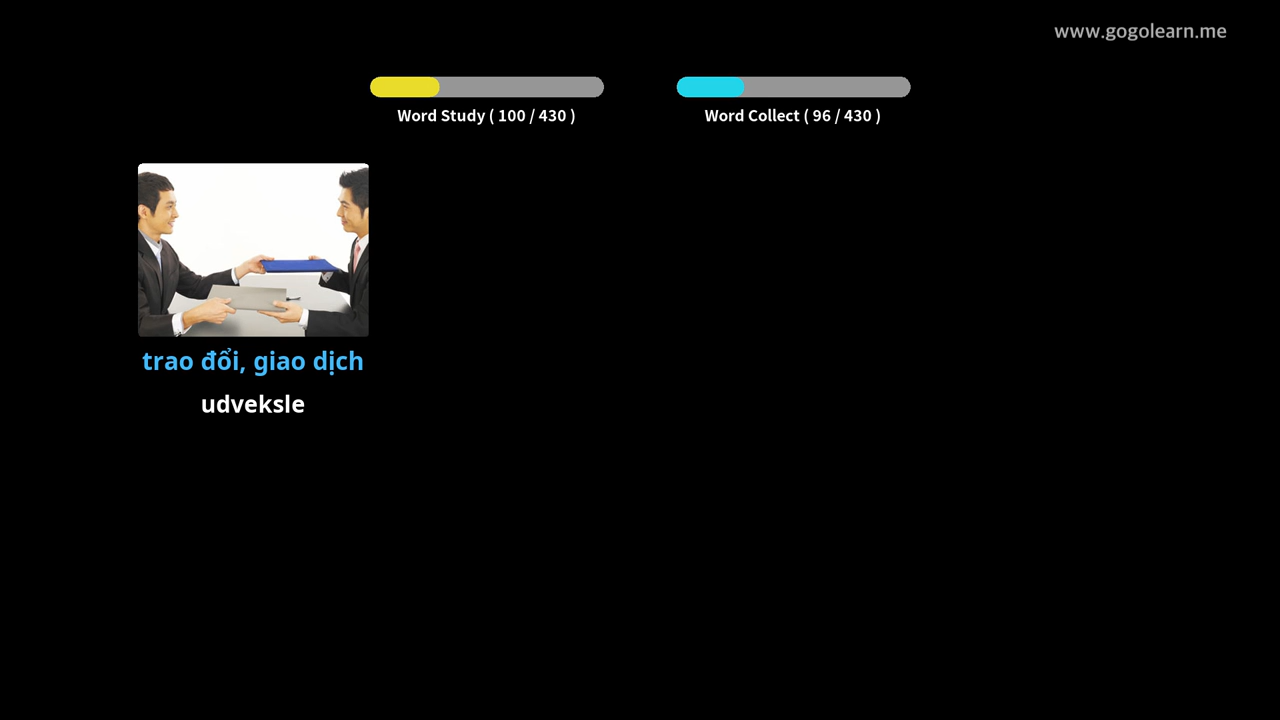 www.gogolearn.me
Word Study ( 100 / 430 )
Word Collect ( 96 / 430 )
trao đổi, giao dịch
udveksle